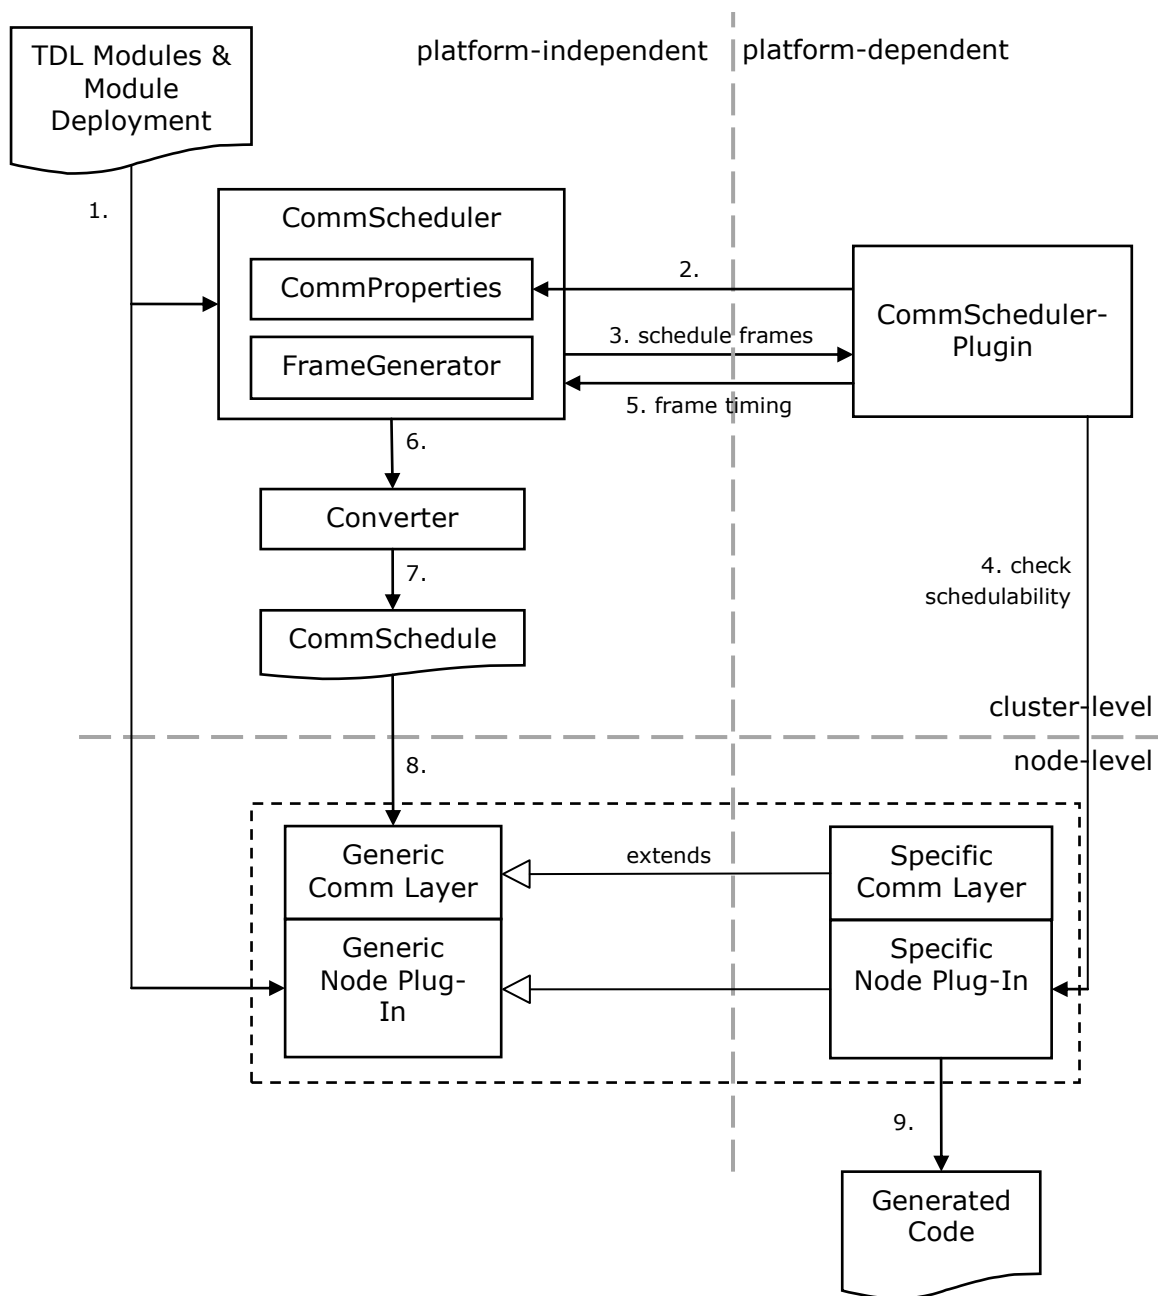 TDL Modules &
Module
Deployment
platform-independent
platform-dependent
1.
CommScheduler
CommProperties
FrameGenerator
2.
3. schedule frames
5. frame timing
CommScheduler-
Plugin
6.
Converter
7.
CommSchedule
4. check
schedulability
cluster-level
node-level
8.
Generic
Comm Layer
extends
Specific
Comm Layer
Generic
Node Plug-
In
Specific
Node Plug-In
9.
Generated
Code